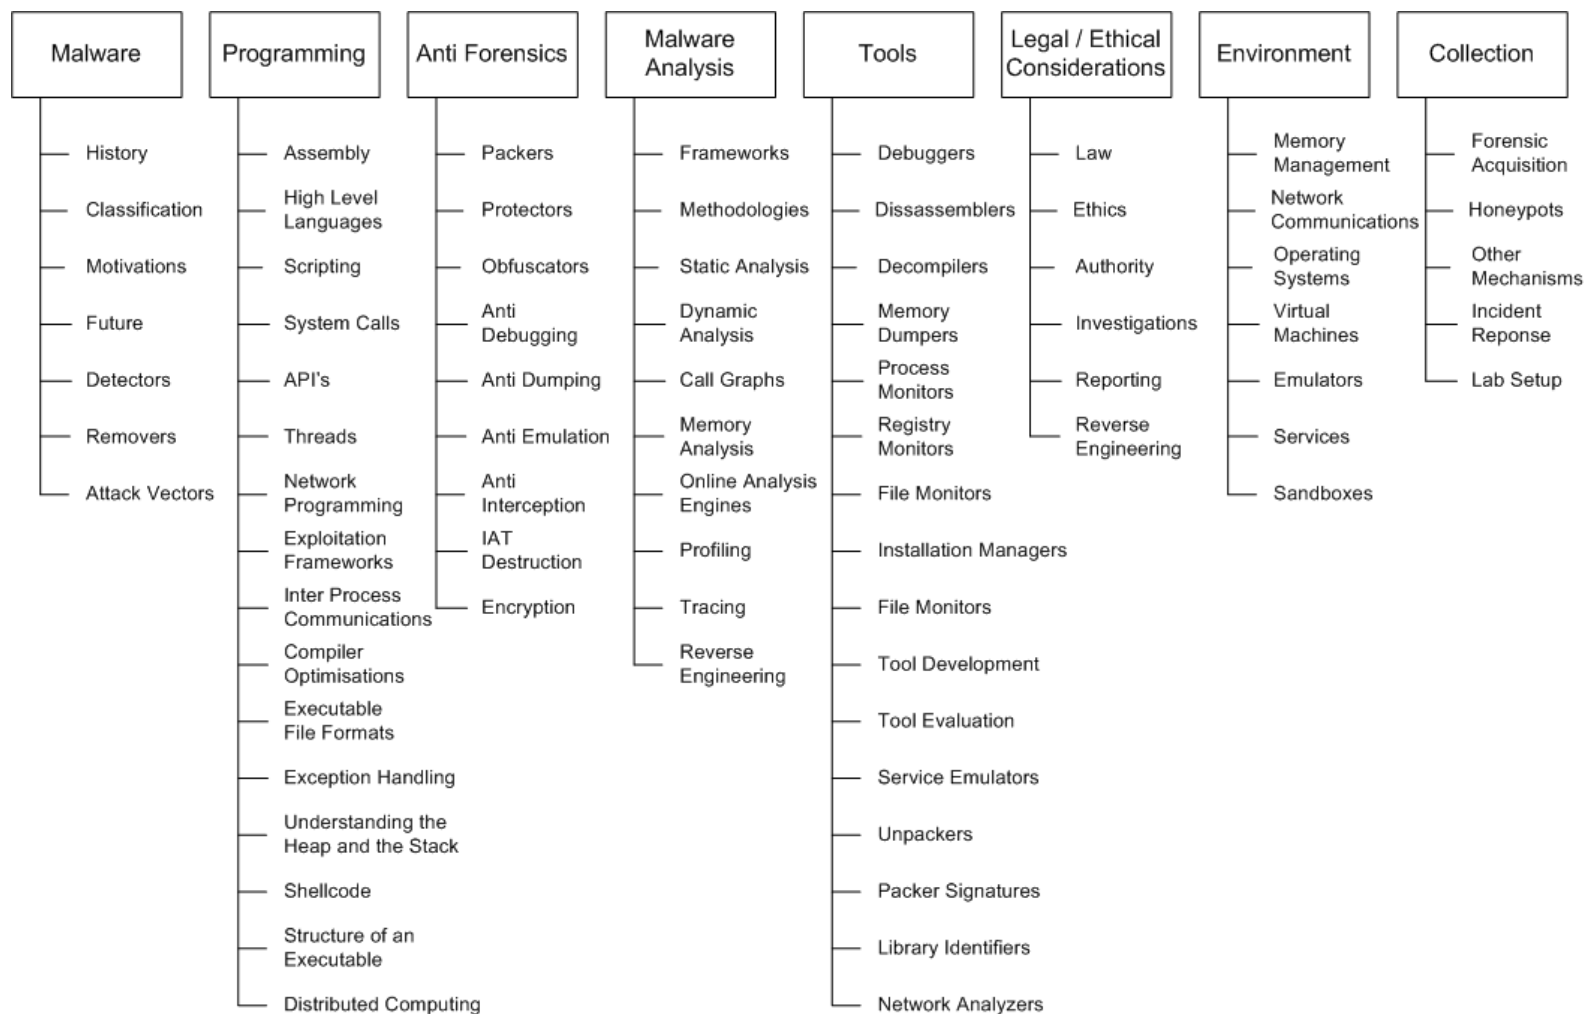 Malware
History
Classification
Motivations
Future
Detectors
Removers
Attack Vectors
Programming
Assembly
High Level
Languages
Scripting
System Calls
API's
Threads
Network
Programming
Exploitation
Frameworks
Inter Process
Communications
Compiler
Optimisations
Executable
File Formats
Exception Handling
Understanding the
Heap and the Stack
Shellcode
Structure of an
Executable
Distributed Computing
Anti Forensics
Packers
Protectors
Obfuscators
Anti
Debugging
Anti Dumping
Anti Emulation
Anti
Interception
IAT
Destruction
Encryption
Malware
Analysis
Frameworks
Methodologies
Static Analysis
Dynamic
Analysis
Call Graphs
Memory
Analysis
Online Analysis
Engines
Profiling
Tracing
Reverse
Engineering
Tools
Debuggers
Dissassemblers
Decompilers
Memory
Dumpers
Process
Monitors
Registry
Monitors
File Monitors
Installation Managers
File Monitors
Tool Development
Tool Evaluation
Service Emulators
Unpackers
Packer Signatures
Library Identifiers
Network Analyzers
Legal / Ethical
Considerations
Law
Ethics
Authority
Investigations
Reporting
Reverse
Engineering
Environment
Memory
Management
Network
Communications
Operating
Systems
Virtual
Machines
Emulators
Services
Sandboxes
Collection
Forensic
Acquisition
Honeypots
Other
Mechanisms
Incident
Reponse
Lab Setup